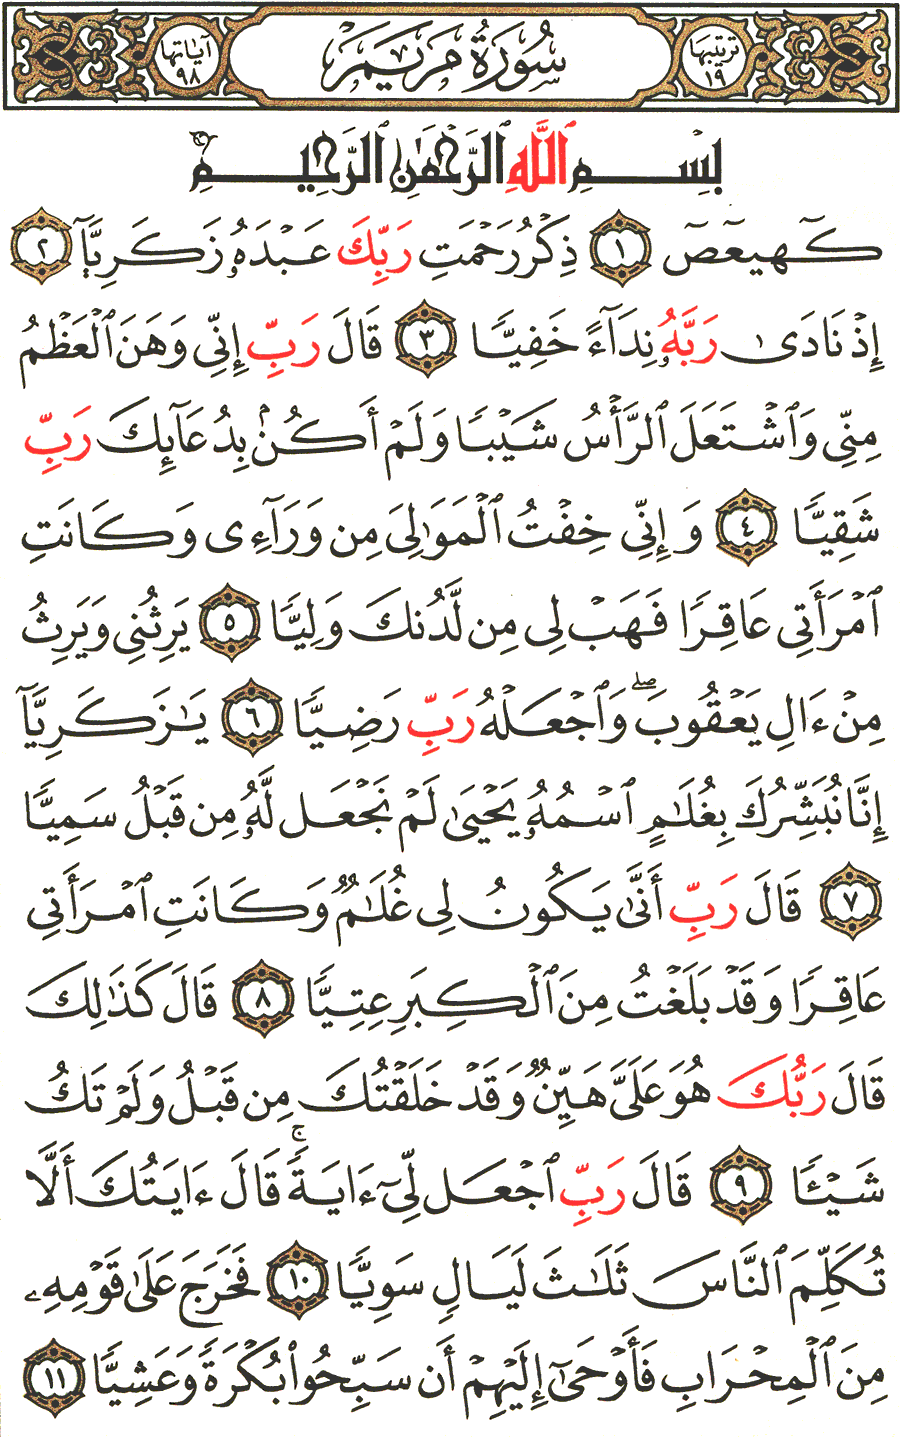 ترتيبها ١٩ سُورَةُ مَرْيَمَ آياتها ٩٨
بِسْمِ ٱللَّهِ ٱلرَّحْمَٰنِ ٱلرَّحِيمِ
كٓهيعٓصٓ ١ ذِكْرُ رَحْمَتِ رَبِّكَ عَبْدَهُۥ زَكَرِيَّآ ٢
إِذْ نَادَىٰ رَبَّهُۥ نِدَآءً خَفِيًّا ٣ قَالَ رَبِّ إِنِّى وَهَنَ ٱلْعَظْمُ
مِنِّى وَٱشْتَعَلَ ٱلرَّأْسُ شَيْبًا وَلَمْ أَكُنۢ بِدُعَآئِكَ رَبِّ
شَقِيًّا ٤ وَإِنِّى خِفْتُ ٱلْمَوَٰلِىَ مِن وَرَآءِى وَكَانَتِ
ٱمْرَأَتِى عَاقِرًا فَهَبْ لِى مِن لَّدُنكَ وَلِيًّا ٥ يَرِثُنِى وَيَرِثُ
مِنْ ءَالِ يَعْقُوبَ ۖ وَٱجْعَلْهُ رَبِّ رَضِيًّا ٦ يَٰزَكَرِيَّآ
إِنَّا نُبَشِّرُكَ بِغُلَٰمٍ ٱسْمُهُۥ يَحْيَىٰ لَمْ نَجْعَل لَّهُۥ مِن قَبْلُ سَمِيًّا
٧ قَالَ رَبِّ أَنَّىٰ يَكُونُ لِى غُلَٰمٌ وَكَانَتِ ٱمْرَأَتِى
عَاقِرًا وَقَدْ بَلَغْتُ مِنَ ٱلْكِبَرِ عِتِيًّا ٨ قَالَ كَذَٰلِكَ
قَالَ رَبُّكَ هُوَ عَلَىَّ هَيِّنٌ وَقَدْ خَلَقْتُكَ مِن قَبْلُ وَلَمْ تَكُ
شَيْـًٔا ٩ قَالَ رَبِّ ٱجْعَل لِّىٓ ءَايَةً ۚ قَالَ ءَايَتُكَ أَلَّا
تُكَلِّمَ ٱلنَّاسَ ثَلَٰثَ لَيَالٍ سَوِيًّا ١٠ فَخَرَجَ عَلَىٰ قَوْمِهِۦ
مِنَ ٱلْمِحْرَابِ فَأَوْحَىٰٓ إِلَيْهِمْ أَن سَبِّحُوا۟ بُكْرَةً وَعَشِيًّا ١١